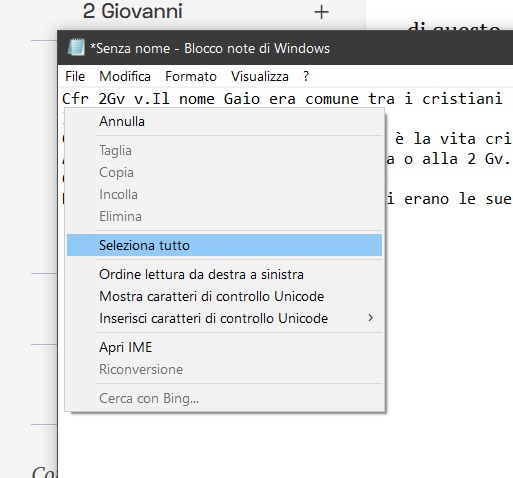 2 Giovanni +
di questo
*Senza nome - Blocco note di Windows
File Modifica Formato Visualizza ?
Cfr 2Gv v.Il nome Gaio era comune tra i cristiani
Annulla
è la vita cri
Taglia
a o alla 2 Gv.
Copia
Incolla
i erano le sue
Elimina
Seleziona tutto
Ordine lettura da destra a sinistra
Mostra caratteri di controllo Unicode
Inserisci caratteri di controllo Unicode >
Apri IME
Riconversione
Cerca con Bing...